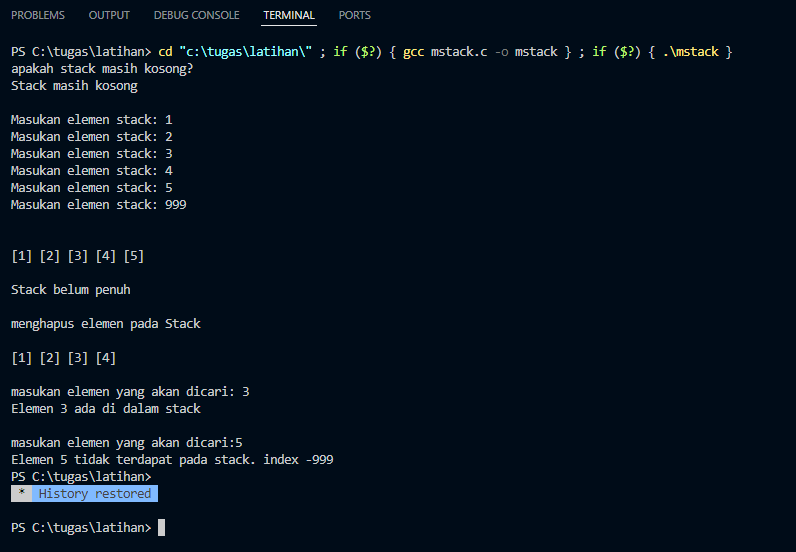 PROBLEMS OUTPUT DEBUG CONSOLE TERMINAL PORTS
PS C:\tugas\latihan> cd "c:\tugas\latihan\" ; if ($?) { gcc mstack.c -o mstack } ; if ($?) { .\mstack }
apakah stack masih kosong?
Stack masih kosong
Masukan elemen stack: 1
Masukan elemen stack: 2
Masukan elemen stack: 3
Masukan elemen stack: 4
Masukan elemen stack: 5
Masukan elemen stack: 999
[1] [2] [3] [4] [5]
Stack belum penuh
menghapus elemen pada Stack
[1] [2] [3] [4]
masukan elemen yang akan dicari: 3
Elemen 3 ada di dalam stack
masukan elemen yang akan dicari:5
Elemen 5 tidak terdapat pada stack. index -999
PS C:\tugas\latihan>
* History restored
PS C:\tugas\latihan>